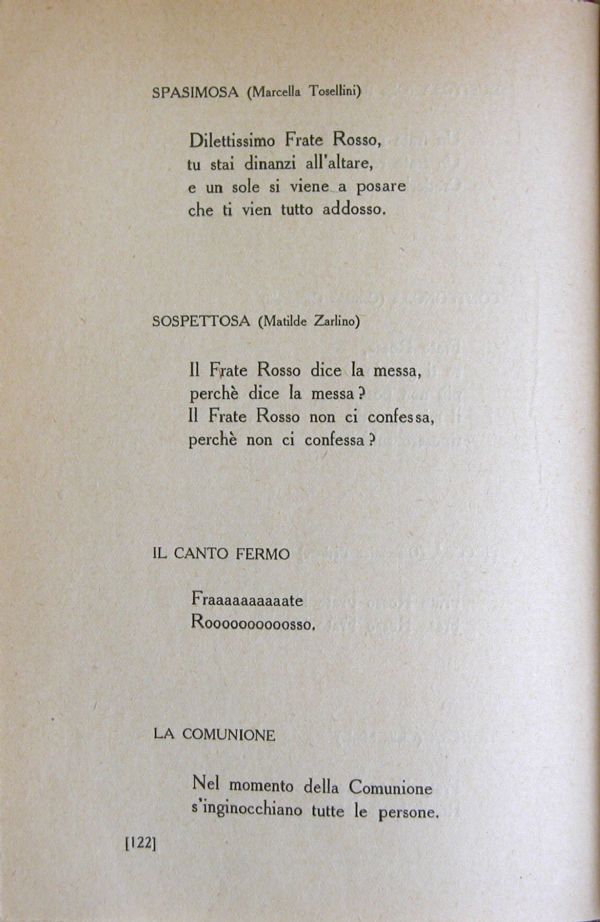 SPASIMOSA (Marcella Tosellini)
Dilettissimo Frate Rosso,
tu stai dinanzi all'altare,
e un sole si viene a posare
che ti vien tutto addosso.
SOSPETTOSA (Matilde Zarlino)
Il Frate Rosso dice la messa,
perchè dice la messa?
Il Frate Rosso non ci confessa,
perchè non ci confessa?
IL CANTO FERMO
Fraaaaaaaaaate
Roooooooooosso.
LA COMUNIONE
Nel momento della Comunione
s'inginocchiano tutte le persone.
[122]